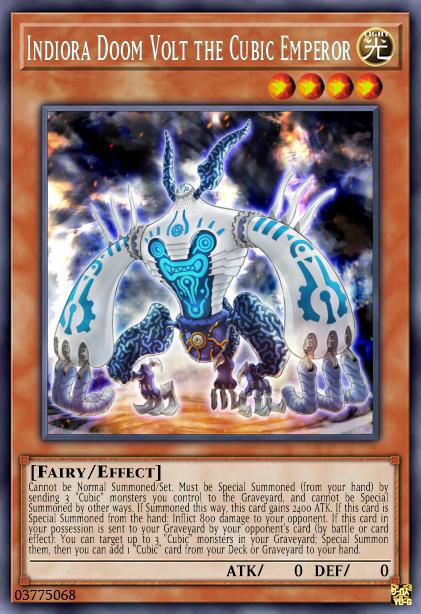 INDIORA DOOM VOLT THE CUBIC EMPEROR
LIGHT
光
[FAIRY/EFFECT]
Cannot be Normal Summoned/Set. Must be Special Summoned (from your hand) by
sending 3 "Cubic" monsters you control to the Graveyard, and cannot be Special
Summoned by other ways. If Summoned this way, this card gains 2400 ATK. If this card is
Special Summoned from the hand: Inflict 800 damage to your opponent. If this card in
your possession is sent to your Graveyard by your opponent's card (by battle or card
effect): You can target up to 3 "Cubic" monsters in your Graveyard; Special Summon
them, then you can add 1 "Cubic" card from your Deck or Graveyard to your hand.
ATK/ 0 DEF/ 0
03775068